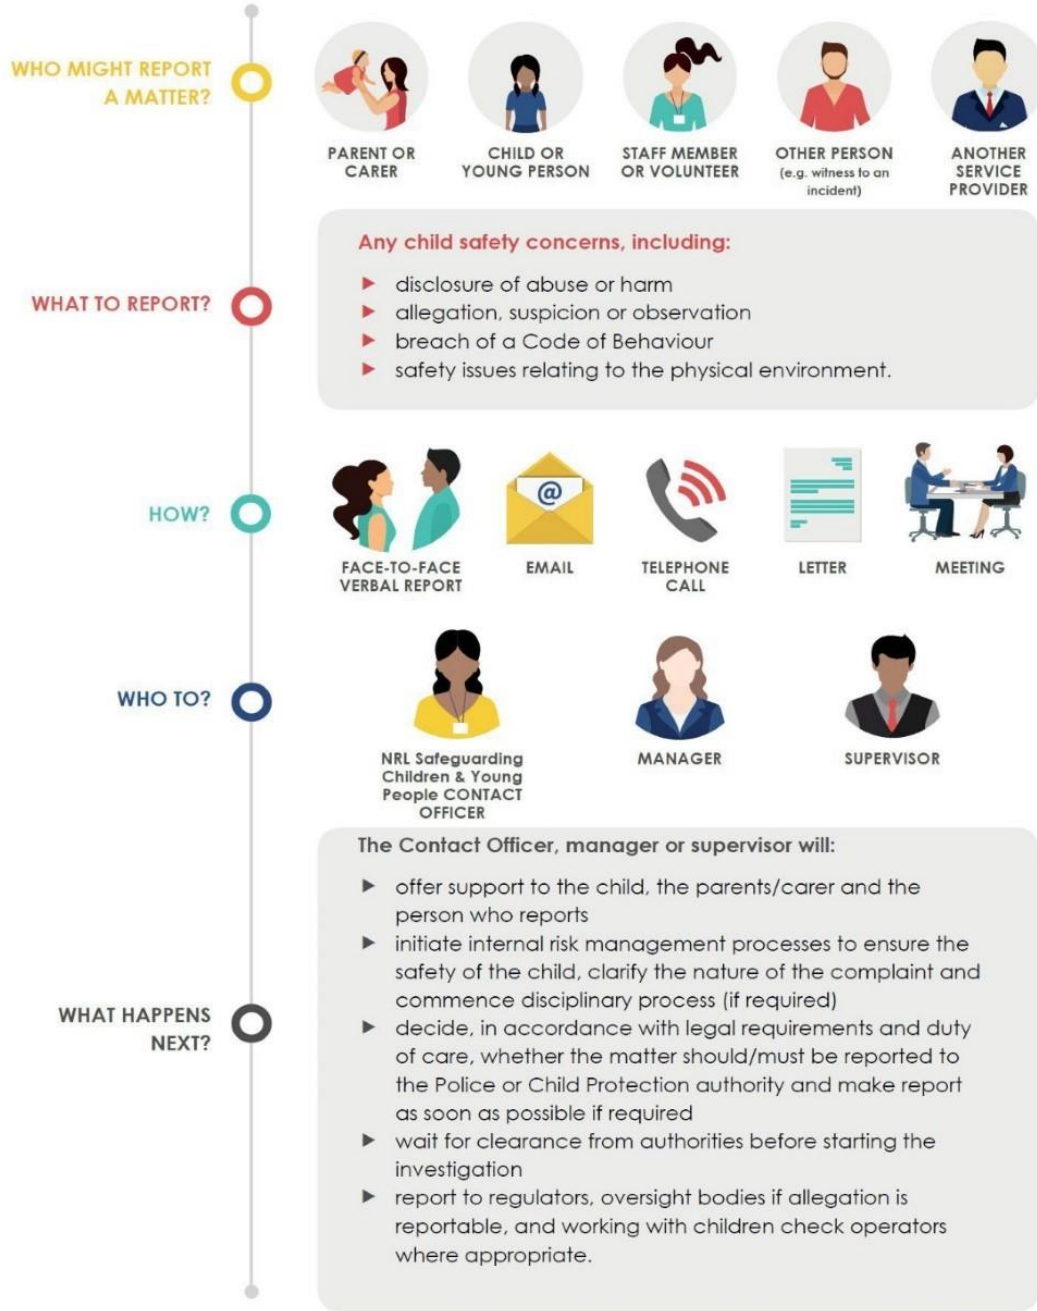 WHO MIGHT REPORT
A MATTER?
PARENT OR
CARER
CHILD OR
YOUNG PERSON
STAFF MEMBER
OR VOLUNTEER
OTHER PERSON
(e.g. witness to an
incident)
ANOTHER
SERVICE
PROVIDER
WHAT TO REPORT?
Any child safety concerns, including:
► disclosure of abuse or harm
► allegation, suspicion or observation
► breach of a Code of Behaviour
► safety issues relating to the physical environment.
HOW?
@
FACE-TO-FACE
VERBAL REPORT
EMAIL
TELEPHONE
CALL
LETTER
MEETING
WHO TO?
NRL Safeguarding
Children & Young
People CONTACT
OFFICER
MANAGER
SUPERVISOR
WHAT HAPPENS
NEXT?
The Contact Officer, manager or supervisor will:
► offer support to the child, the parents/carer and the
person who reports
► initiate internal risk management processes to ensure the
safety of the child, clarify the nature of the complaint and
commence disciplinary process (if required)
► decide, in accordance with legal requirements and duty
of care, whether the matter should/must be reported to
the Police or Child Protection authority and make report
as soon as possible if required
► wait for clearance from authorities before starting the
investigation
► report to regulators, oversight bodies if allegation is
reportable, and working with children check operators
where appropriate.